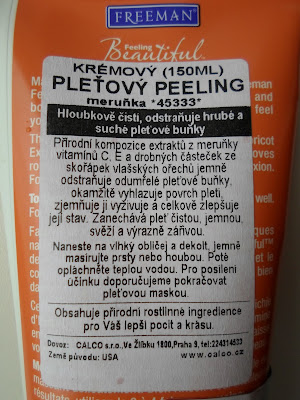 FREEMAN
Feeling
Beautiful
KRÉMOVÝ (150ML)
PLEŤOVÝ PEELING
meruňka *45333*
Hloubkově čistí, odstraňuje hrubé a
suché pleťové buňky
Přírodní kompozice extraktů z meruňky
vitamínů C, E a drobných částeček ze
skořápek vlašských ořechů jemně
odstraňuje odumřelé pleťové buňky,
okamžitě vyhlazuje povrch pleti,
zjemňuje ji vyživuje a celkově zlepšuje
její stav. Zanechává pleť čistou, jemnou,
svěží a výrazně zářivou.
Naneste na vlhký obličej a dekolt, jemně
masírujte prsty nebo houbou. Poté
opláchněte teplou vodou. Pro posílení
účinku doporučujeme pokračovat
pleťovou maskou.
Obsahuje přírodní rostlinné ingredience
pro Váš lepší pocit a krásu.
Dovoz: CALCO s.r.o.,Ve Žlíbku 1800,Praha 9, tel:224314533
Země původu: USA www.calco.cz